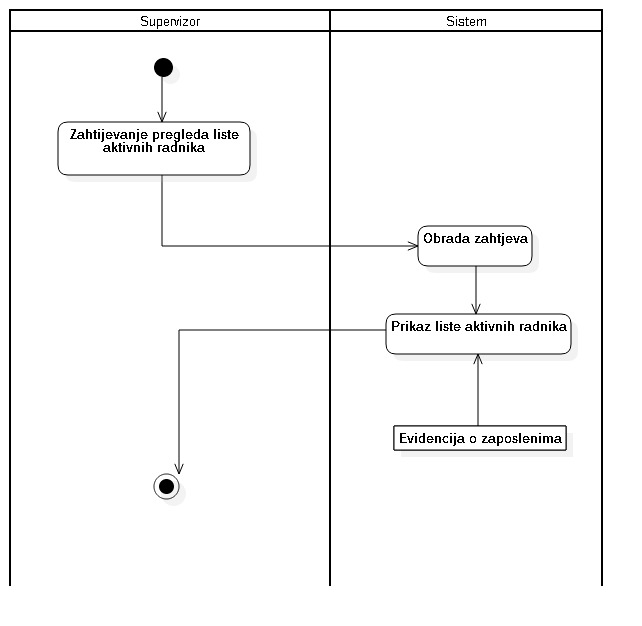 Supervizor
Sistem
Zahtijevanje pregleda liste
aktivnih radnika
Obrada zahtjeva
Prikaz liste aktivnih radnika
Evidencija o zaposlenima